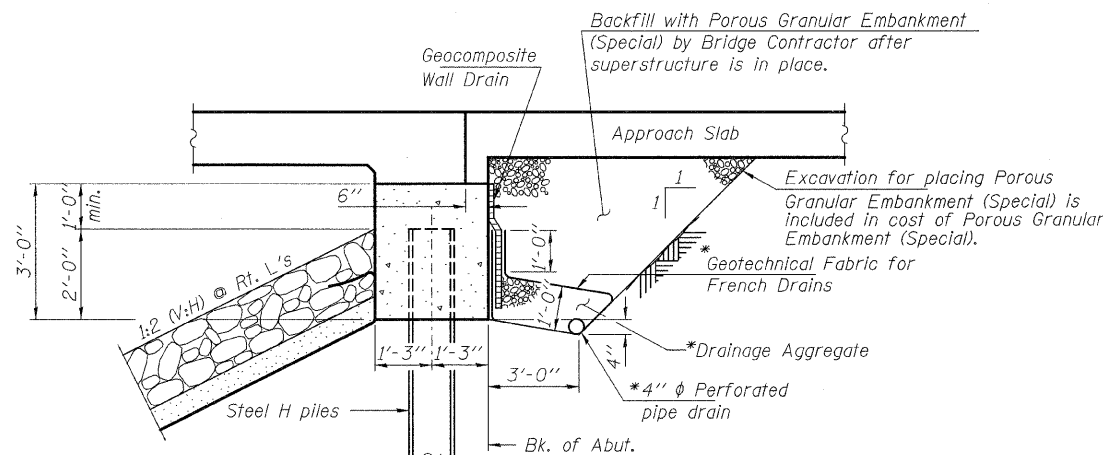 Backfill with Porous Granular Embankment
(Special) by Bridge Contractor after
superstructure is in place.
Geocomposite
Wall Drain
Approach Slab
6"
1
1
Excavation for placing Porous
Granular Embankment (Special) is
included in cost of Porous Granular
Embankment (Special).
3'-0"
1'-0"
min.
2'-0"
1'-0"
*
Geotechnical Fabric for
French Drains
1:2 (V:H) @ Rt. L's
1'-0"
1'-3"
1'-3"
4"
*Drainage Aggregate
3'-0"
*4" ϕ Perforated
pipe drain
Steel H piles
Bk. of Abut.